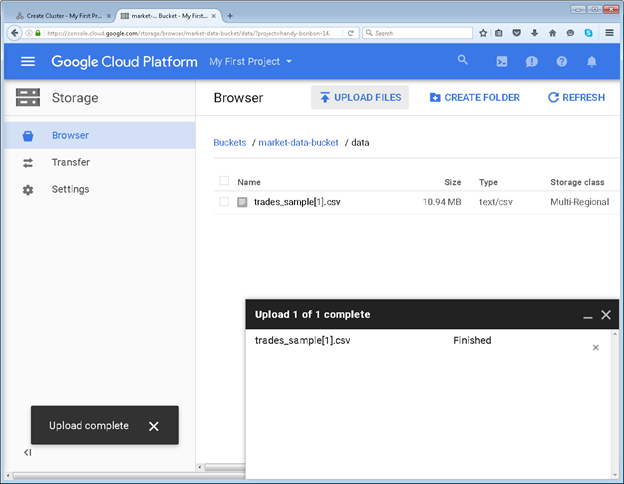 Create Cluster - My First Pr...
market-... Bucket - My First...
https://console.cloud.google.com/storage/browser/market-data-bucket/data/?project=handy-bonbon-14
Search
Google Cloud Platform
My First Project
Storage
Browser
UPLOAD FILES
CREATE FOLDER
REFRESH
Browser
Transfer
Settings
Buckets / market-data-bucket / data
Name Size Type Storage class
trades_sample[1].csv 10.94 MB text/csv Multi-Regional
Upload 1 of 1 complete
trades_sample[1].csv Finished
Upload complete